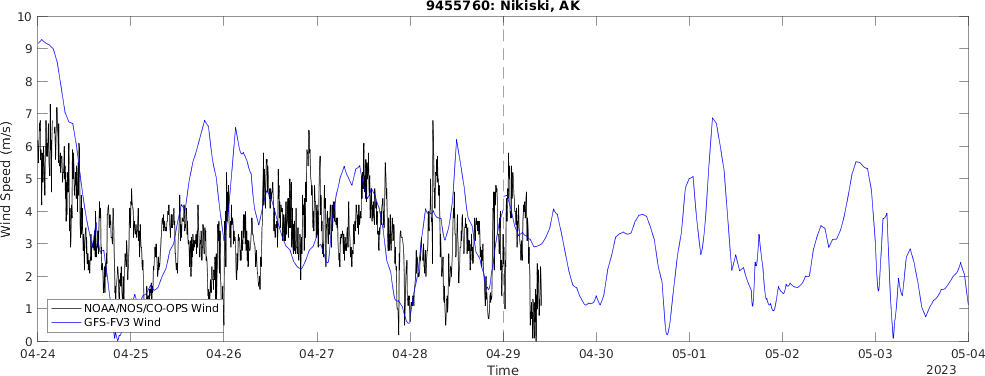 9455760: Nikiski, AK
Wind Speed (m/s)
10
9
8
7
6
5
4
3
2
1
0
NOAA/NOS/CO-OPS Wind
GFS-FV3 Wind
04-24 04-25 04-26 04-27 04-28 04-29 04-30 05-01 05-02 05-03 05-04
Time
2023